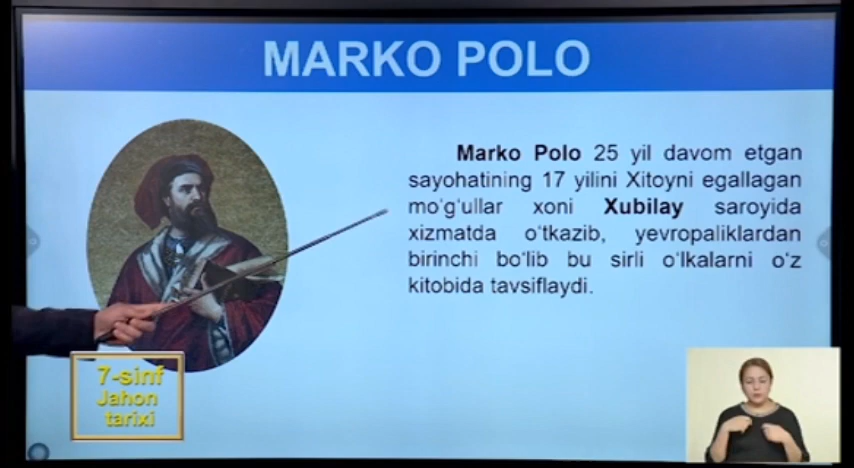 MARKO POLO
Marko Polo 25 yil davom etgan
sayohatining 17 yilini Xitoyni egallagan
mo‘g‘ullar xoni Xubilay saroyida
xizmatda o‘tkazib, yevropaliklardan
birinchi bo‘lib bu sirli o‘lkalarni o‘z
kitobida tavsiflaydi.
7-sinf
Jahon
tarixi